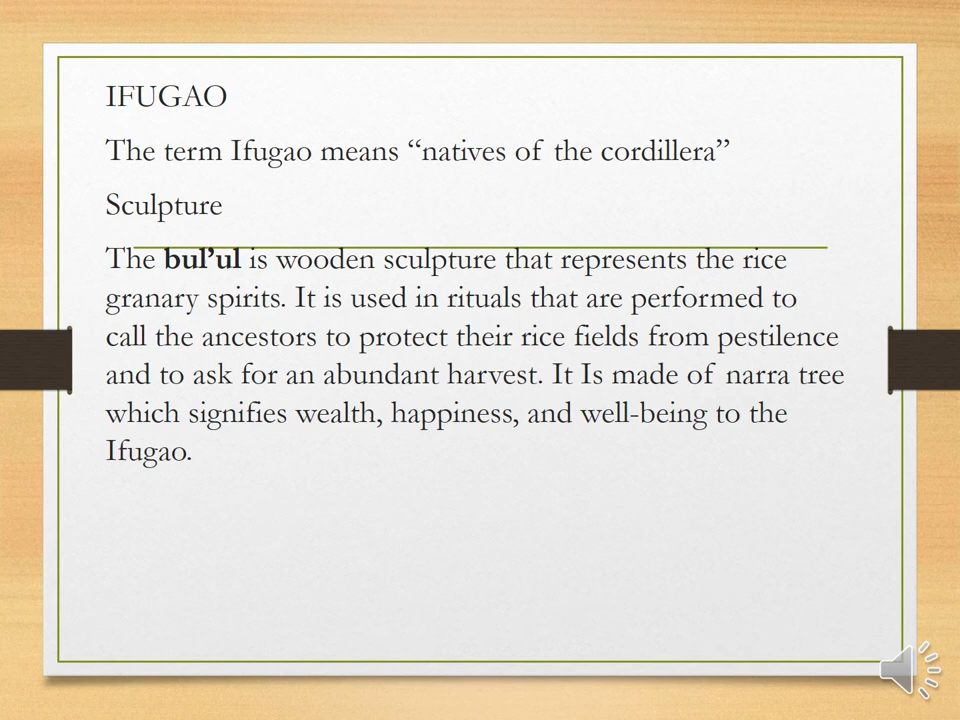 IFUGAO
The term Ifugao means “natives of the cordillera”
Sculpture
The bul’ul is wooden sculpture that represents the rice
granary spirits. It is used in rituals that are performed to
call the ancestors to protect their rice fields from pestilence
and to ask for an abundant harvest. It Is made of narra tree
which signifies wealth, happiness, and well-being to the
Ifugao.